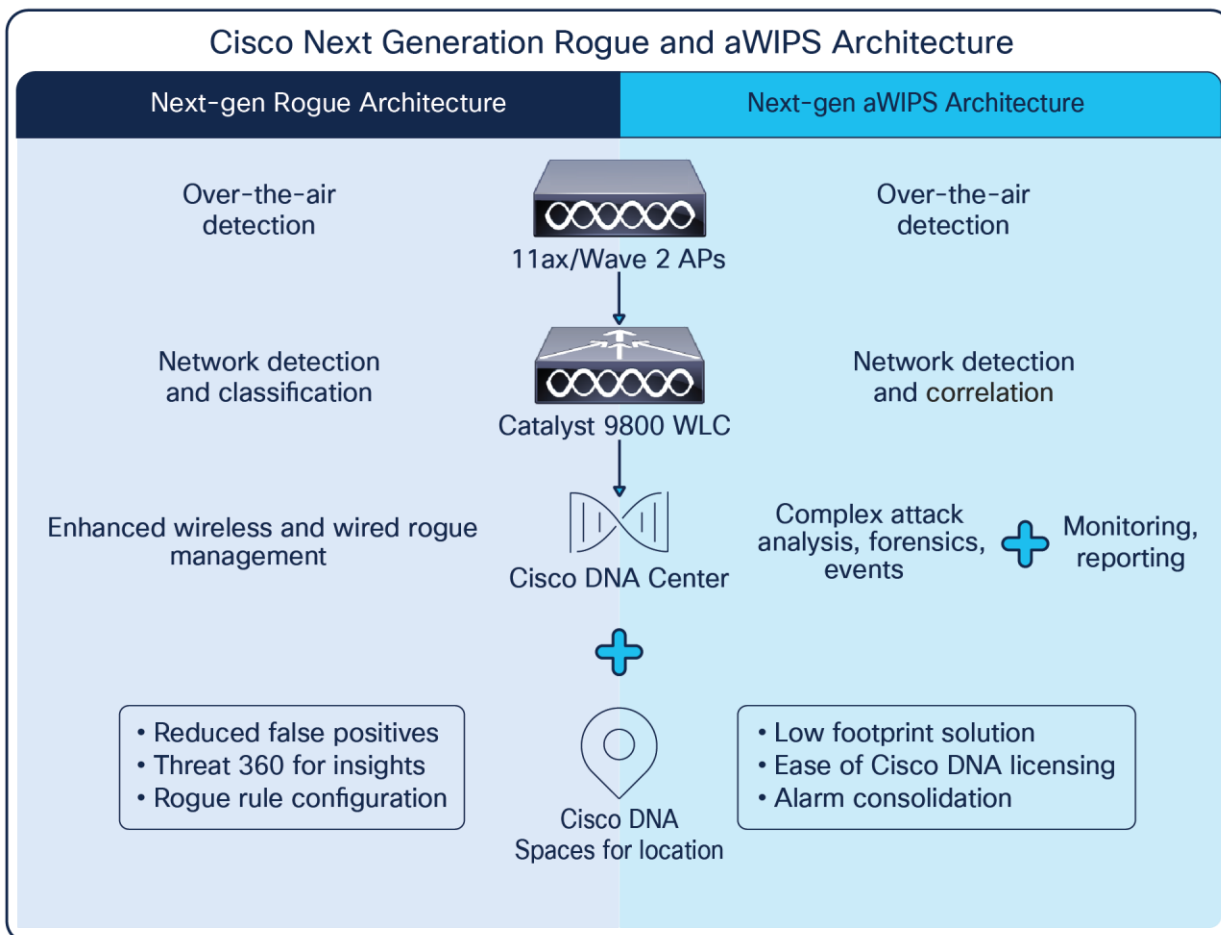 Cisco Next Generation Rogue and aWIPS Architecture
Next-gen Rogue Architecture
Next-gen aWIPS Architecture
Over-the-air
detection
11ax/Wave 2 APs
Over-the-air
detection
Network detection
and classification
Catalyst 9800 WLC
Network detection
and correlation
Enhanced wireless and wired rogue
management
Cisco DNA Center
Complex attack
analysis, forensics,
events
Monitoring,
reporting
• Reduced false positives
• Threat 360 for insights
• Rogue rule configuration
Cisco DNA
Spaces for location
• Low footprint solution
• Ease of Cisco DNA licensing
• Alarm consolidation